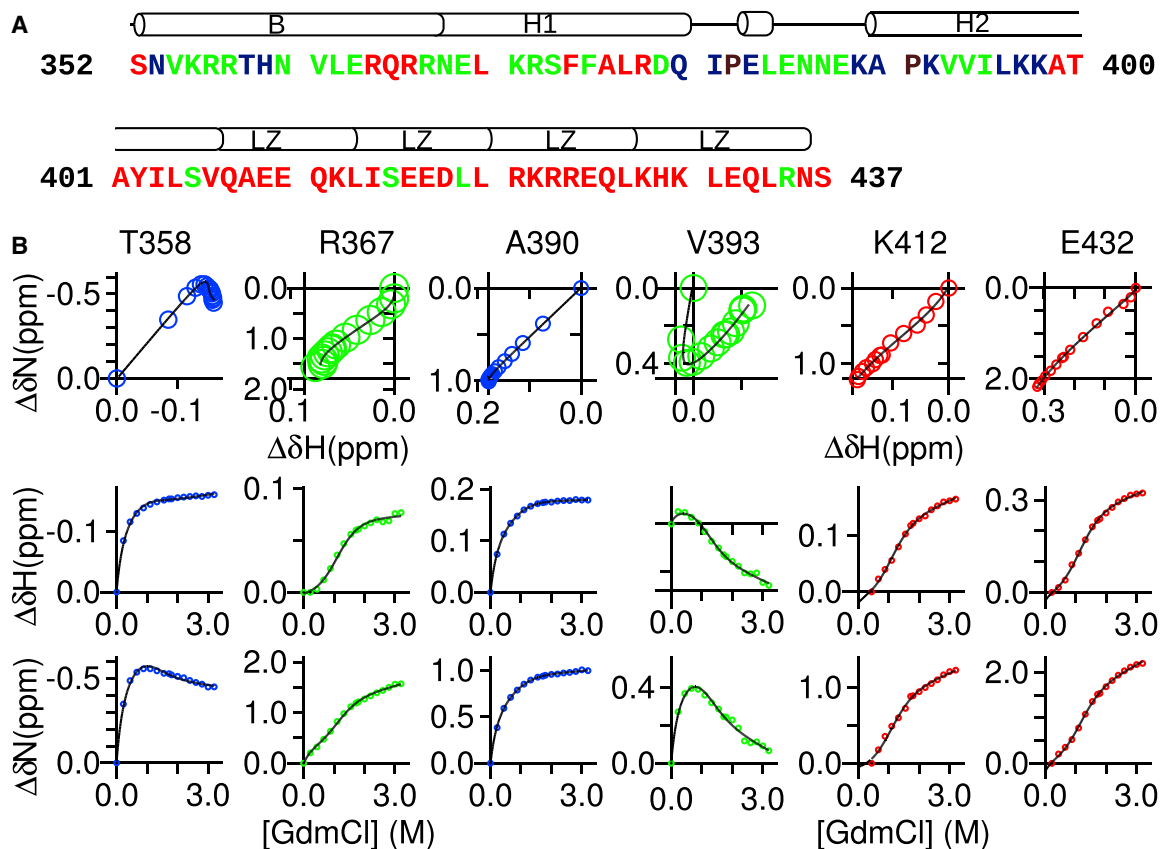 A B H1 H2
352 SNVKRRTHN VLERQRRNEL KRSFFALRDQ IPELENNEKA PKVVILKKAT 400
LZ LZ LZ LZ
401 AYILSVQAEE QKLISEEDLL RKRREQLKHK LEQLRNS 437
B T358 R367 A390 V393 K412 E432
ΔδN(ppm) -0.5 0.0 0.0 1.0 2.0 0.0 1.0 0.0 0.4 0.0 1.0 0.0 2.0
0.0 -0.1 0.1 0.0 0.2 0.0 0.0 0.1 0.0 0.3 0.0
ΔδH(ppm) ΔδH(ppm)
ΔδH(ppm) -0.1 0.0 0.1 0.0 0.2 0.1 0.0 0.1 0.0 0.3 0.0
0.0 3.0 0.0 3.0 0.0 3.0 0.0 3.0 0.0 3.0 0.0 3.0
ΔδN(ppm) -0.5 0.0 2.0 1.0 0.0 1.0 0.5 0.0 0.4 0.0 1.0 0.0 2.0 0.0
0.0 3.0 0.0 3.0 0.0 3.0 0.0 3.0 0.0 3.0 0.0 3.0
[GdmCl] (M) [GdmCl] (M)